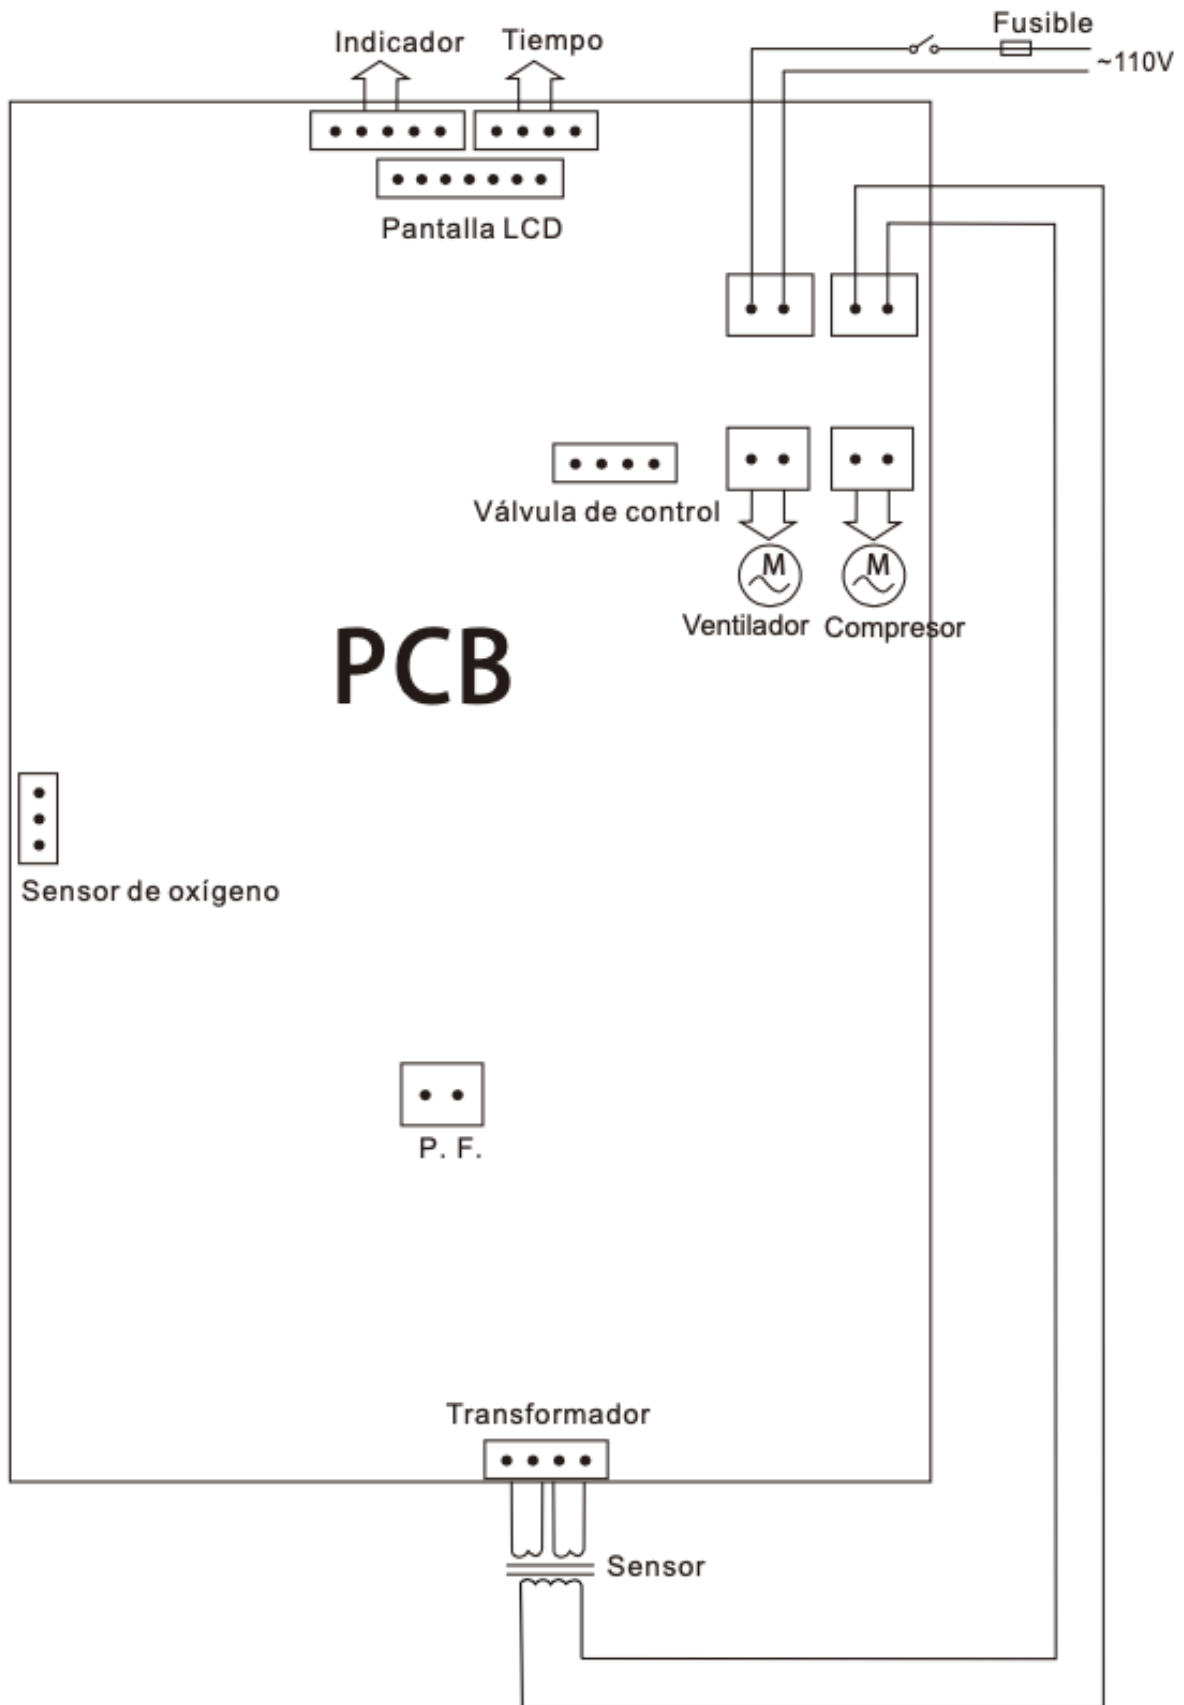 Indicador
Tiempo
Fusible
~110V
Pantalla LCD
Válvula de control
M
M
Ventilador
Compresor
PCB
Sensor de oxígeno
P. F.
Transformador
Sensor